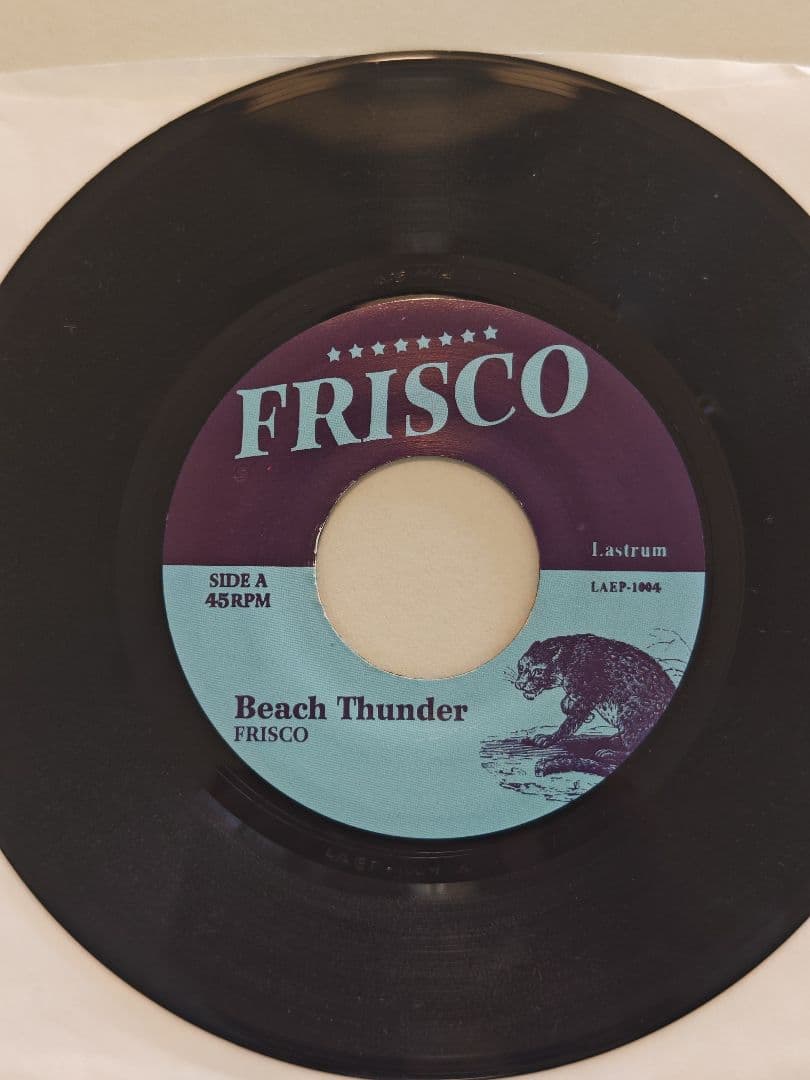 ★★★★★★★★
FRISCO
Lastrum
SIDE A
45RPM
LAEP-1004
Beach Thunder
FRISCO